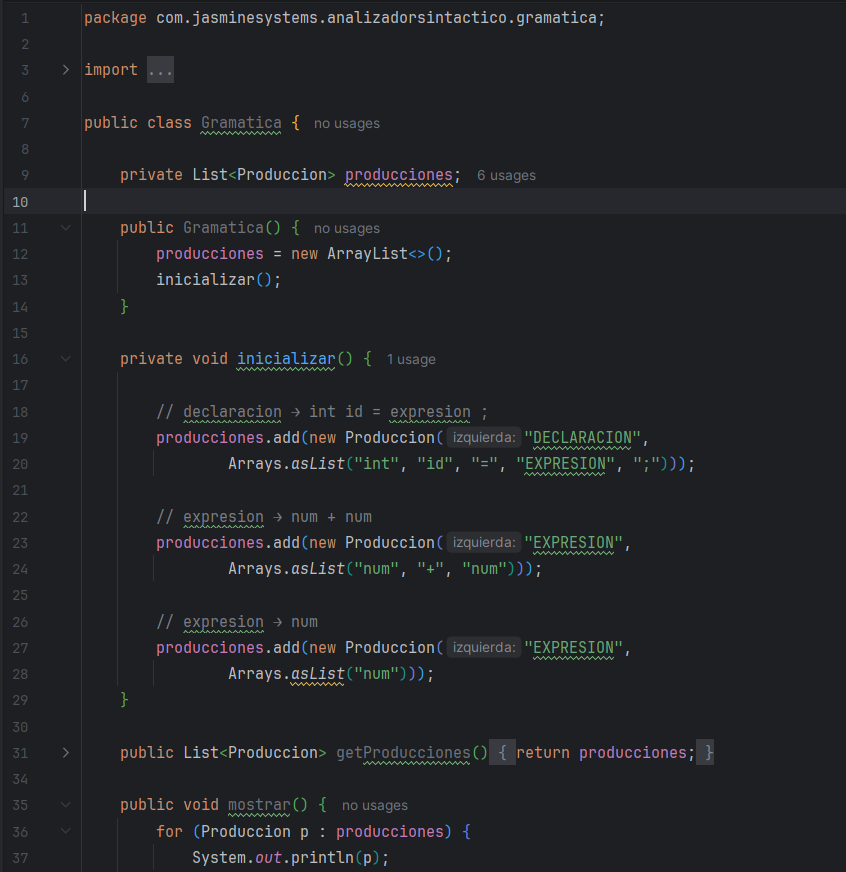 1 package com.jasminesystems.analizadorsintactico.gramatica;
2
3 import ...
6
7 public class Gramatica { no usages
8
9 private List<Produccion> producciones; 6 usages
10
11 public Gramatica() { no usages
12 producciones = new ArrayList<>();
13 inicializar();
14 }
15
16 private void inicializar() { 1 usage
17
18 // declaracion → int id = expresion ;
19 producciones.add(new Produccion( izquierda: "DECLARACION",
20 Arrays.asList("int", "id", "=", "EXPRESION", ";")));
21
22 // expresion → num + num
23 producciones.add(new Produccion( izquierda: "EXPRESION",
24 Arrays.asList("num", "+", "num")));
25
26 // expresion → num
27 producciones.add(new Produccion( izquierda: "EXPRESION",
28 Arrays.asList("num")));
29 }
30
31 public List<Produccion> getProducciones() { return producciones; }
34
35 public void mostrar() { no usages
36 for (Produccion p : producciones) {
37 System.out.println(p);